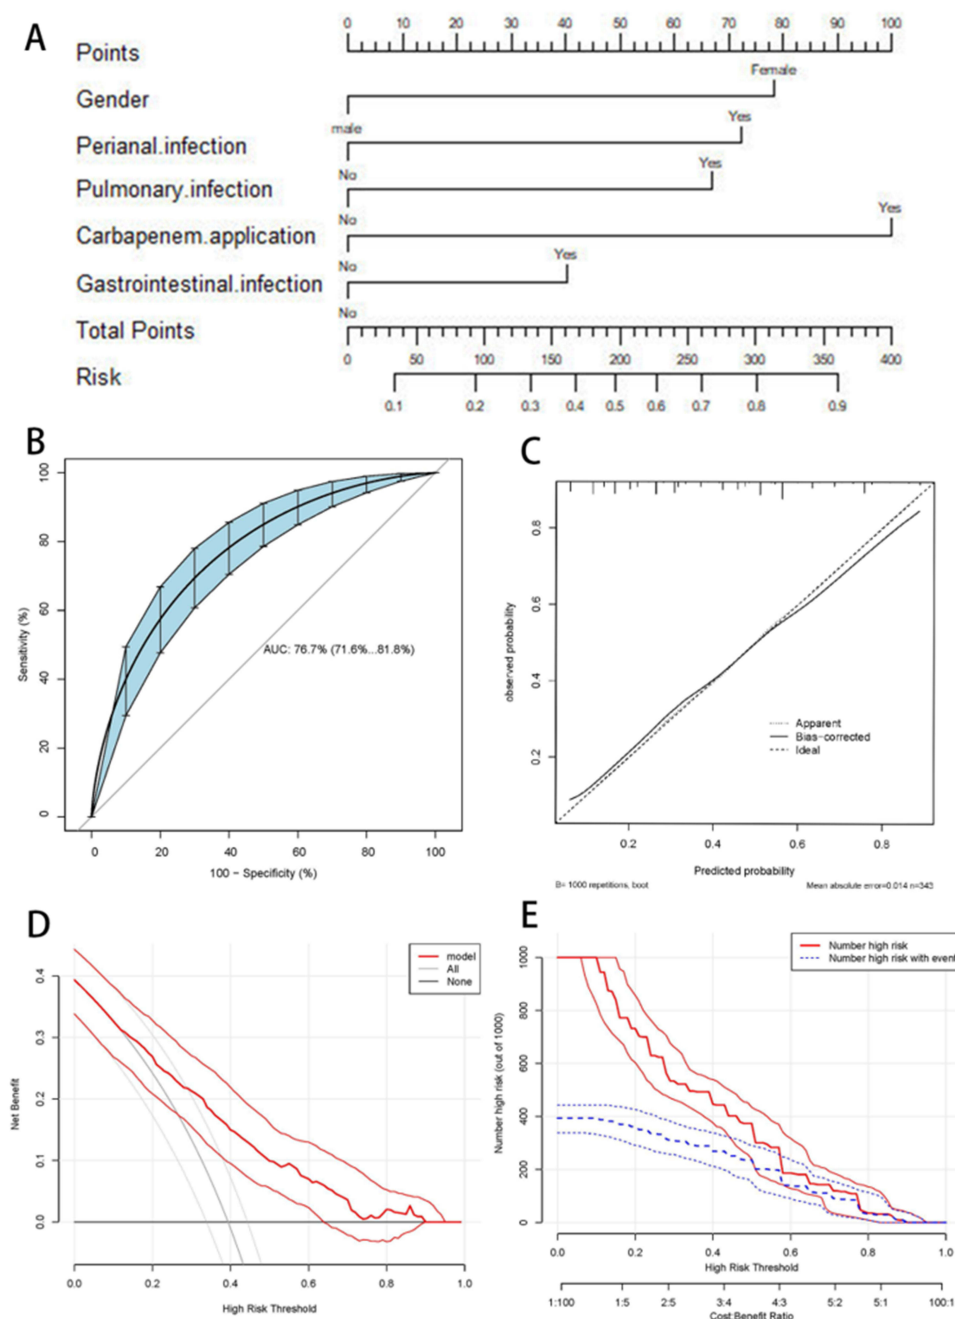 A
Points
0 10 20 30 40 50 60 70 80 90 100
Female
Gender
male
Yes
Perianal.infection
No
Yes
Pulmonary.infection
No
Yes
Carbapenem.application
No
Yes
Gastrointestinal.infection
No
Total Points
0 50 100 150 200 250 300 350 400
Risk
0.1 0.2 0.3 0.4 0.5 0.6 0.7 0.8 0.9
B
Sensitivity (%)
100
80
60
40
20
0
AUC: 76.7% (71.6%...81.8%)
0 20 40 60 80 100
100 − Specificity (%)
C
observed probability
0.8
0.6
0.4
0.2
Apparent
Bias-corrected
Ideal
0.2 0.4 0.6 0.8
Predicted probability
B= 1000 repetitions, boot
Mean absolute error=0.014 n=343
D
Net Benefit
0.4
0.3
0.2
0.1
0.0
model
All
None
0.0 0.2 0.4 0.6 0.8 1.0
High Risk Threshold
E
Number high risk (out of 1000)
1000
800
600
400
200
0
Number high risk
Number high risk with event
0.0 0.2 0.4 0.6 0.8 1.0
High Risk Threshold
1:100 1:5 2:5 3:4 4:3 5:2 5:1 100:1
Cost:Benefit Ratio